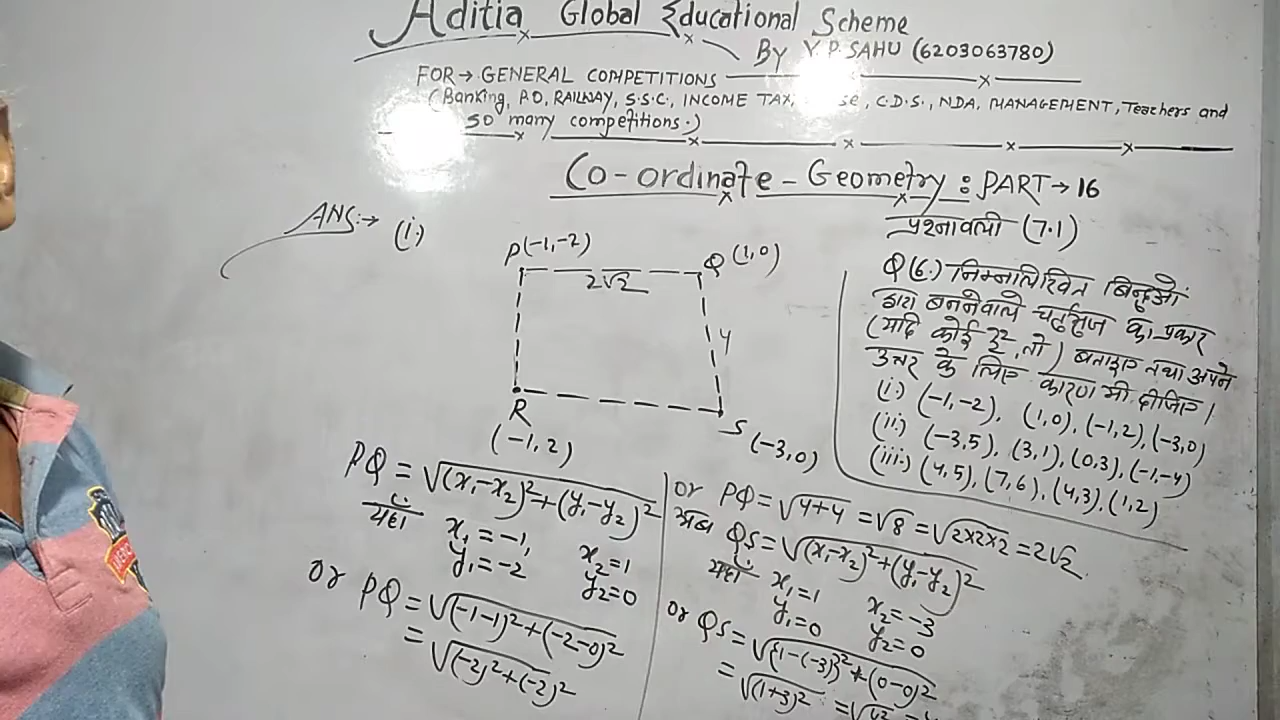 Aditia Global Educational Scheme
By Y. P. SAHU (6203063780)
FOR → GENERAL COMPETITIONS
(Banking, P.O, RAILWAY, S.S.C., INCOME TAX, C.D.S., NDA, MANAGEMENT, Teachers and
so many competitions.)
Co-ordinate-Geometry : PART → 16
प्रश्नावली (7.1)
Q(6.) निम्नलिखित बिन्दुओं
द्वारा बननेवाले चर्तुभुज का प्रकार
(यदि कोई है, तो) बताइए तथा अपने
उत्तर के लिए कारण भी दीजिए।
(i.) (-1,-2), (1,0), (-1,2), (-3,0)
(ii.) (-3,5), (3,1), (0,3), (-1,-4)
(iii.) (4,5), (7,6), (4,3), (1,2)
ANS:→ (i.)
P(-1,-2)
Q(1,0)
2√2
4
R
(-1,2)
S(-3,0)
PQ = √(x₁-x₂)²+(y₁-y₂)²
यहाँ
x₁=-1, x₂=1
y₁=-2 y₂=0
or PQ = √(-1-1)²+(-2-0)²
= √(-2)²+(-2)²
or PQ = √4+4 = √8 = √2×2×2 = 2√2
अब QS = √(x₁-x₂)²+(y₁-y₂)²
यहाँ x₁=1 x₂=-3
y₁=0 y₂=0
or QS = √{1-(-3)}²+(0-0)²
= √(1+3)² = √4²